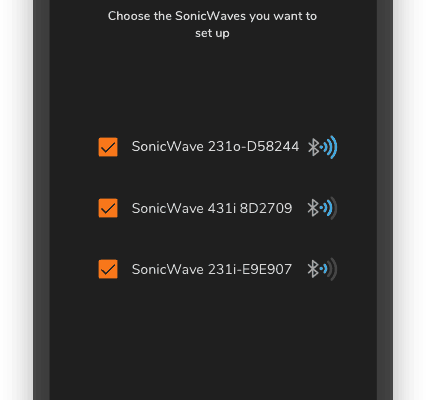 Choose the SonicWaves you want to
set up
SonicWave 231o-D58244
SonicWave 431i 8D2709
SonicWave 231i-E9E907